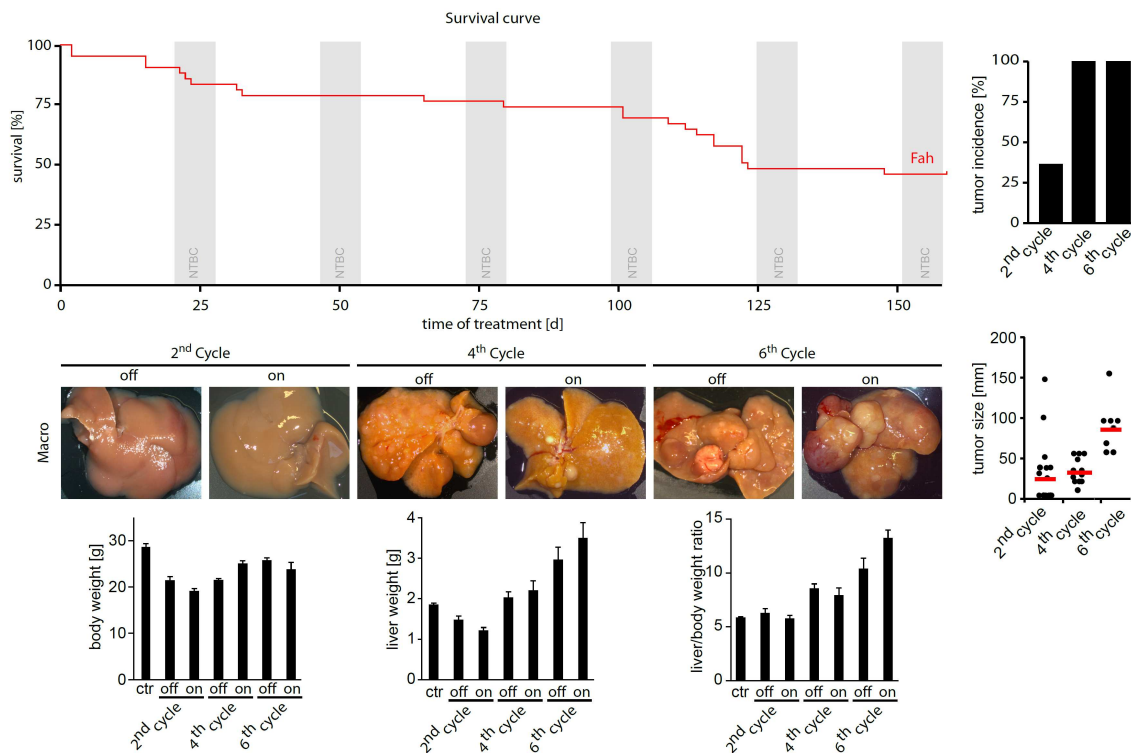 Survival curve
survival [%]
100
75
50
25
0
NTBC
NTBC
NTBC
NTBC
NTBC
NTBC
Fah
0
25
50
75
100
125
150
time of treatment [d]
tumor incidence [%]
100
75
50
25
0
2nd cycle
4th cycle
6th cycle
2nd Cycle
4th Cycle
6th Cycle
off
on
off
on
off
on
Macro
tumor size [mm]
200
150
100
50
0
2nd cycle
4th cycle
6th cycle
body weight [g]
30
20
10
0
ctr
off
on
off
on
off
on
2nd cycle
4th cycle
6th cycle
liver weight [g]
4
3
2
1
0
ctr
off
on
off
on
off
on
2nd cycle
4th cycle
6th cycle
liver/body weight ratio
15
10
5
0
ctr
off
on
off
on
off
on
2nd cycle
4th cycle
6th cycle